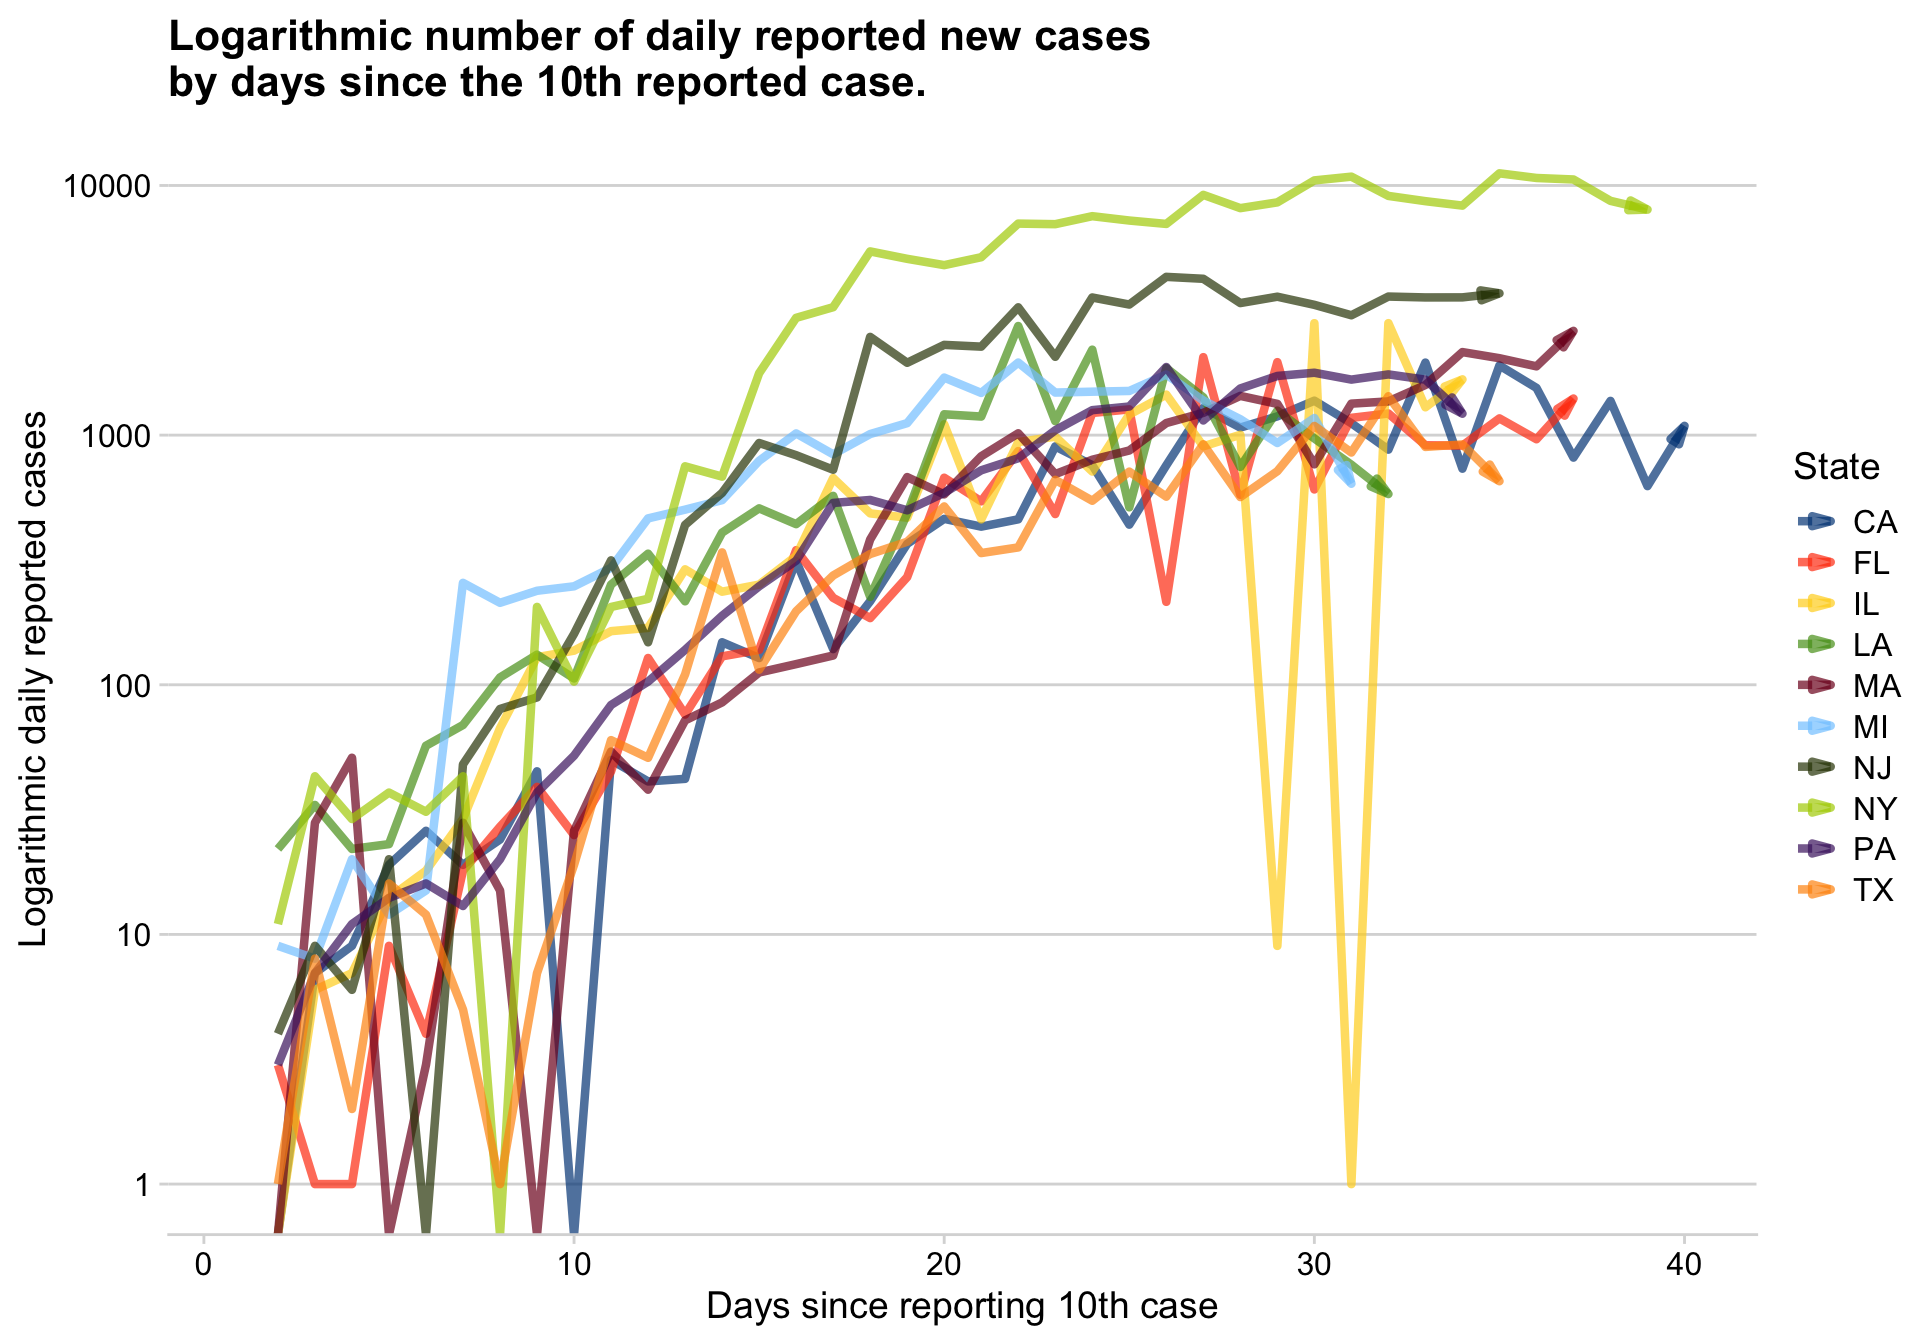 Logarithmic number of daily reported new cases
by days since the 10th reported case.
10000
1000
100
10
1
Logarithmic daily reported cases
0
10
20
30
40
Days since reporting 10th case
State
CA
FL
IL
LA
MA
MI
NJ
NY
PA
TX